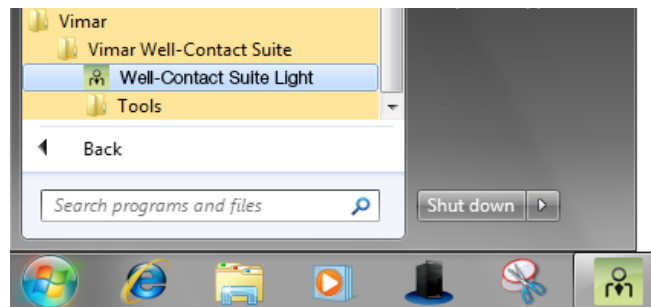 Vimar
Vimar Well-Contact Suite
Well-Contact Suite Light
Tools
Back
Search programs and files
Shut down